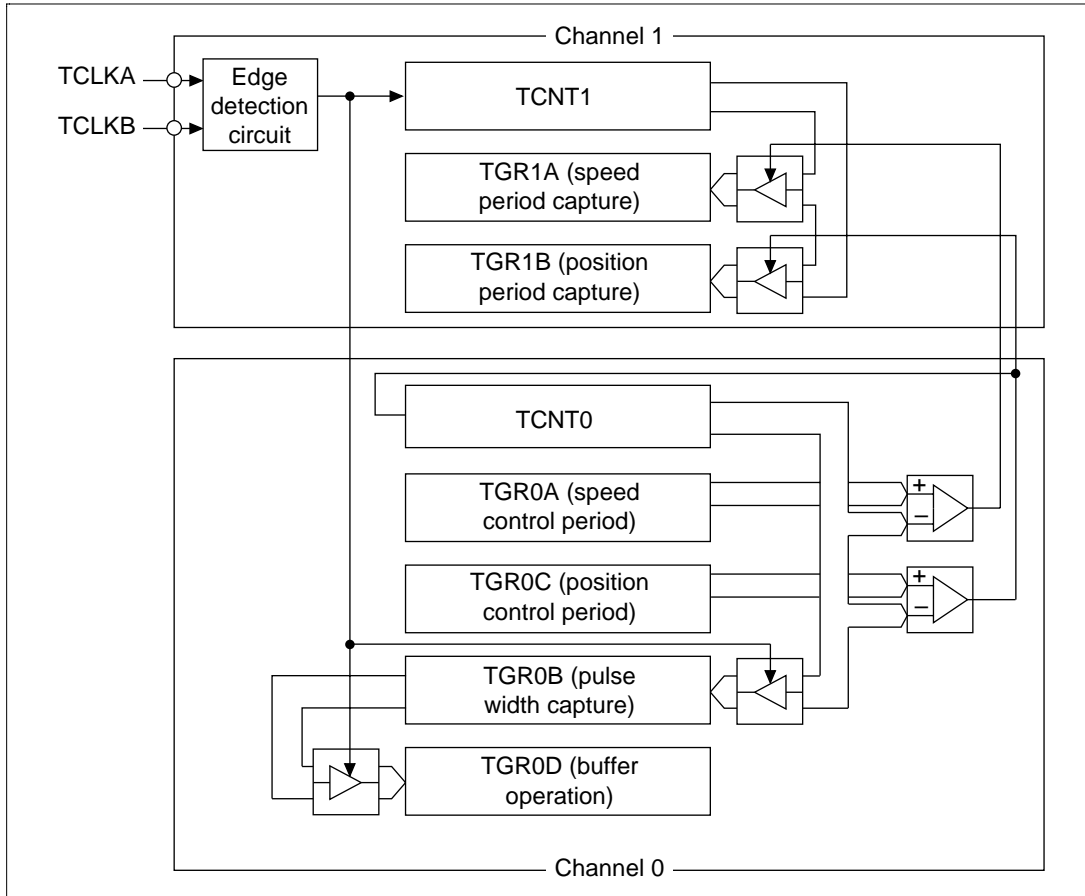 Channel 1
TCLKA
TCLKB
Edge
detection
circuit
TCNT1
TGR1A (speed
period capture)
TGR1B (position
period capture)
TCNT0
TGR0A (speed
control period)
+
−
TGR0C (position
control period)
+
−
TGR0B (pulse
width capture)
TGR0D (buffer
operation)
Channel 0